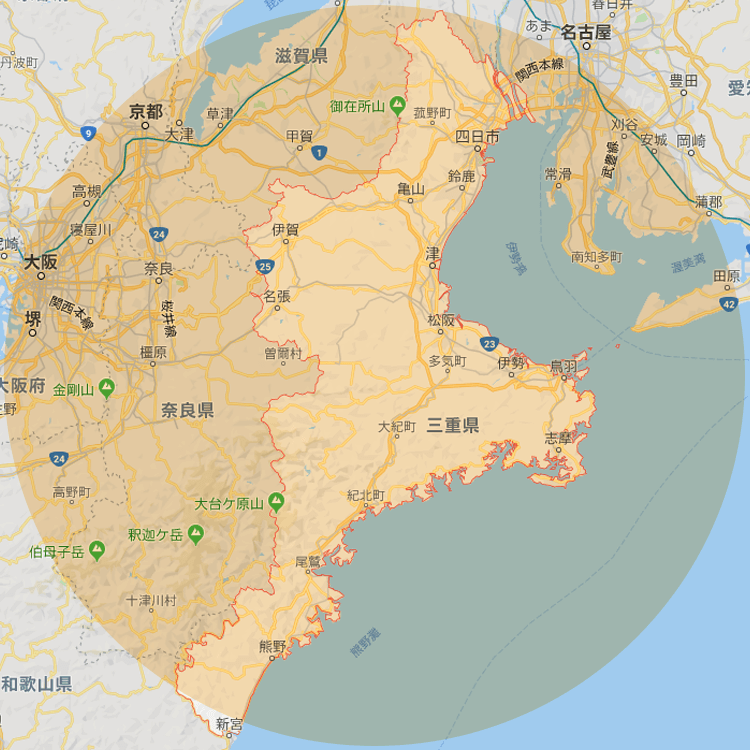 春日井
名古屋
あま
滋賀県
関西本線
丹波町
豊田
愛知
御在所山
菰野町
京都
草津
大津
9
甲賀
1
四日市
刈谷
安城
岡崎
武豊線
高槻
亀山
鈴鹿
常滑
蒲郡
寝屋川
24
伊賀
津
伊勢湾
大阪
奈良
25
南知多町
渥美湾
田原
名張
42
関西本線
堺
桜井線
松阪
23
橿原
曽爾村
多気町
伊勢
鳥羽
大阪府
金剛山
奈良県
大紀町
三重県
志摩
24
高野町
大台ケ原山
紀北町
釈迦ケ岳
伯母子岳
尾鷲
十津川村
熊野
熊野灘
和歌山県
新宮